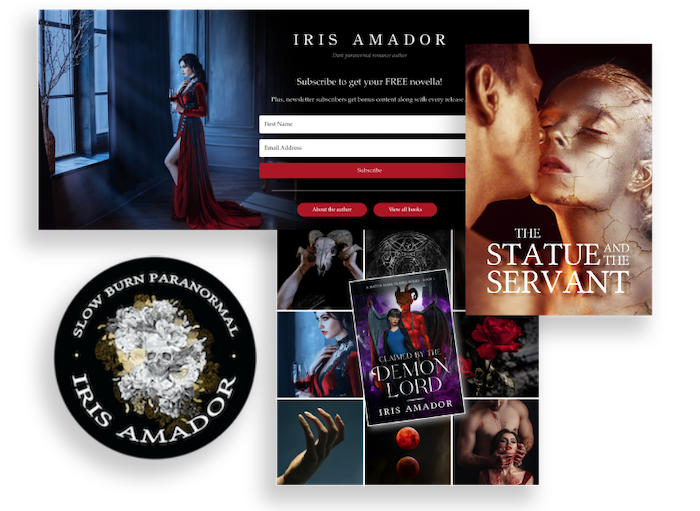 IRIS AMADOR
Dark paranormal romance author
Subscribe to get your FREE novella!
Plus, newsletter subscribers get bonus content along with every release.
First Name
Email Address
Subscribe
About the author
View all books
THE
STATUE AND
THE
SERVANT
SLOW BURN PARANORMAL
IRIS AMADOR
CLAIMED BY THE
DEMON
LORD
IRIS AMADOR